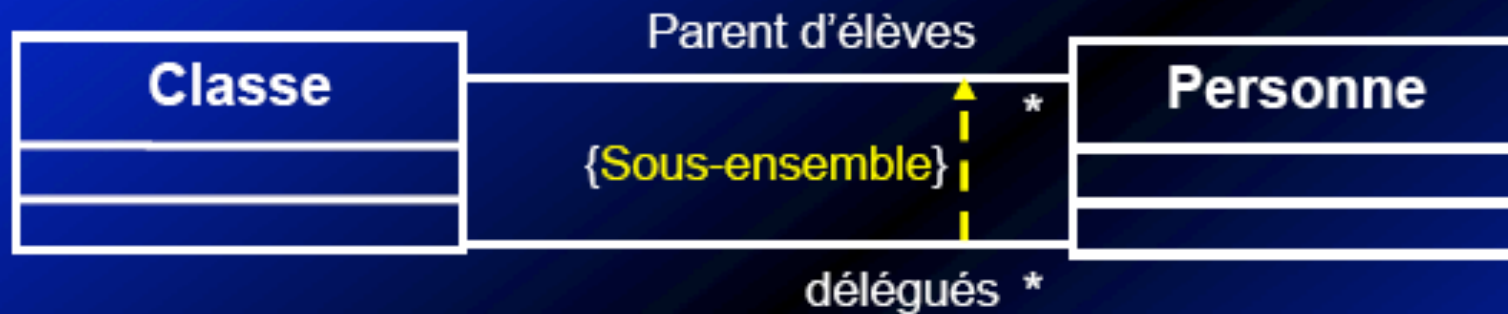 Parent d'élèves
Classe
Personne
*
{Sous-ensemble}
délégués *